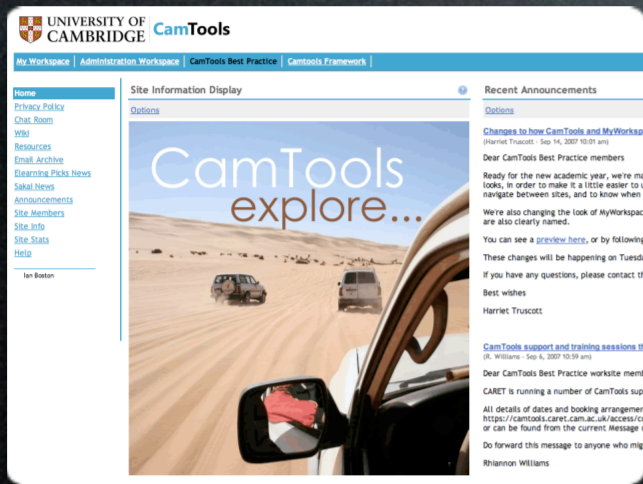 UNIVERSITY OF
CAMBRIDGE
CamTools
My Workspace | Administration Workspace | CamTools Best Practice | Camtools Framework |
Home
Privacy Policy
Chat Room
Wiki
Resources
Email Archive
Elearning Picks News
Sakai News
Announcements
Site Members
Site Info
Site Stats
Help
Ian Boston
Site Information Display
Options
CamTools
explore...
Recent Announcements
Options
Changes to how CamTools and MyWorksp
(Harriet Truscott - Sep 14, 2007 10:01 am)
Dear CamTools Best Practice members
Ready for the new academic year, we're ma
looks, in order to make it a little easier to u
navigate between sites, and to know when
We're also changing the look of MyWorkspac
are also clearly named.
You can see a preview here, or by following
These changes will be happening on Tuesda
If you have any questions, please contact th
Best wishes
Harriet Truscott
CamTools support and training sessions th
(R. Williams - Sep 6, 2007 10:59 am)
Dear CamTools Best Practice worksite memb
CARET is running a number of CamTools sup
All details of dates and booking arrangemen
https://camtools.caret.cam.ac.uk/access/co
or can be found from the current Message
Do forward this message to anyone who mig
Rhiannon Williams